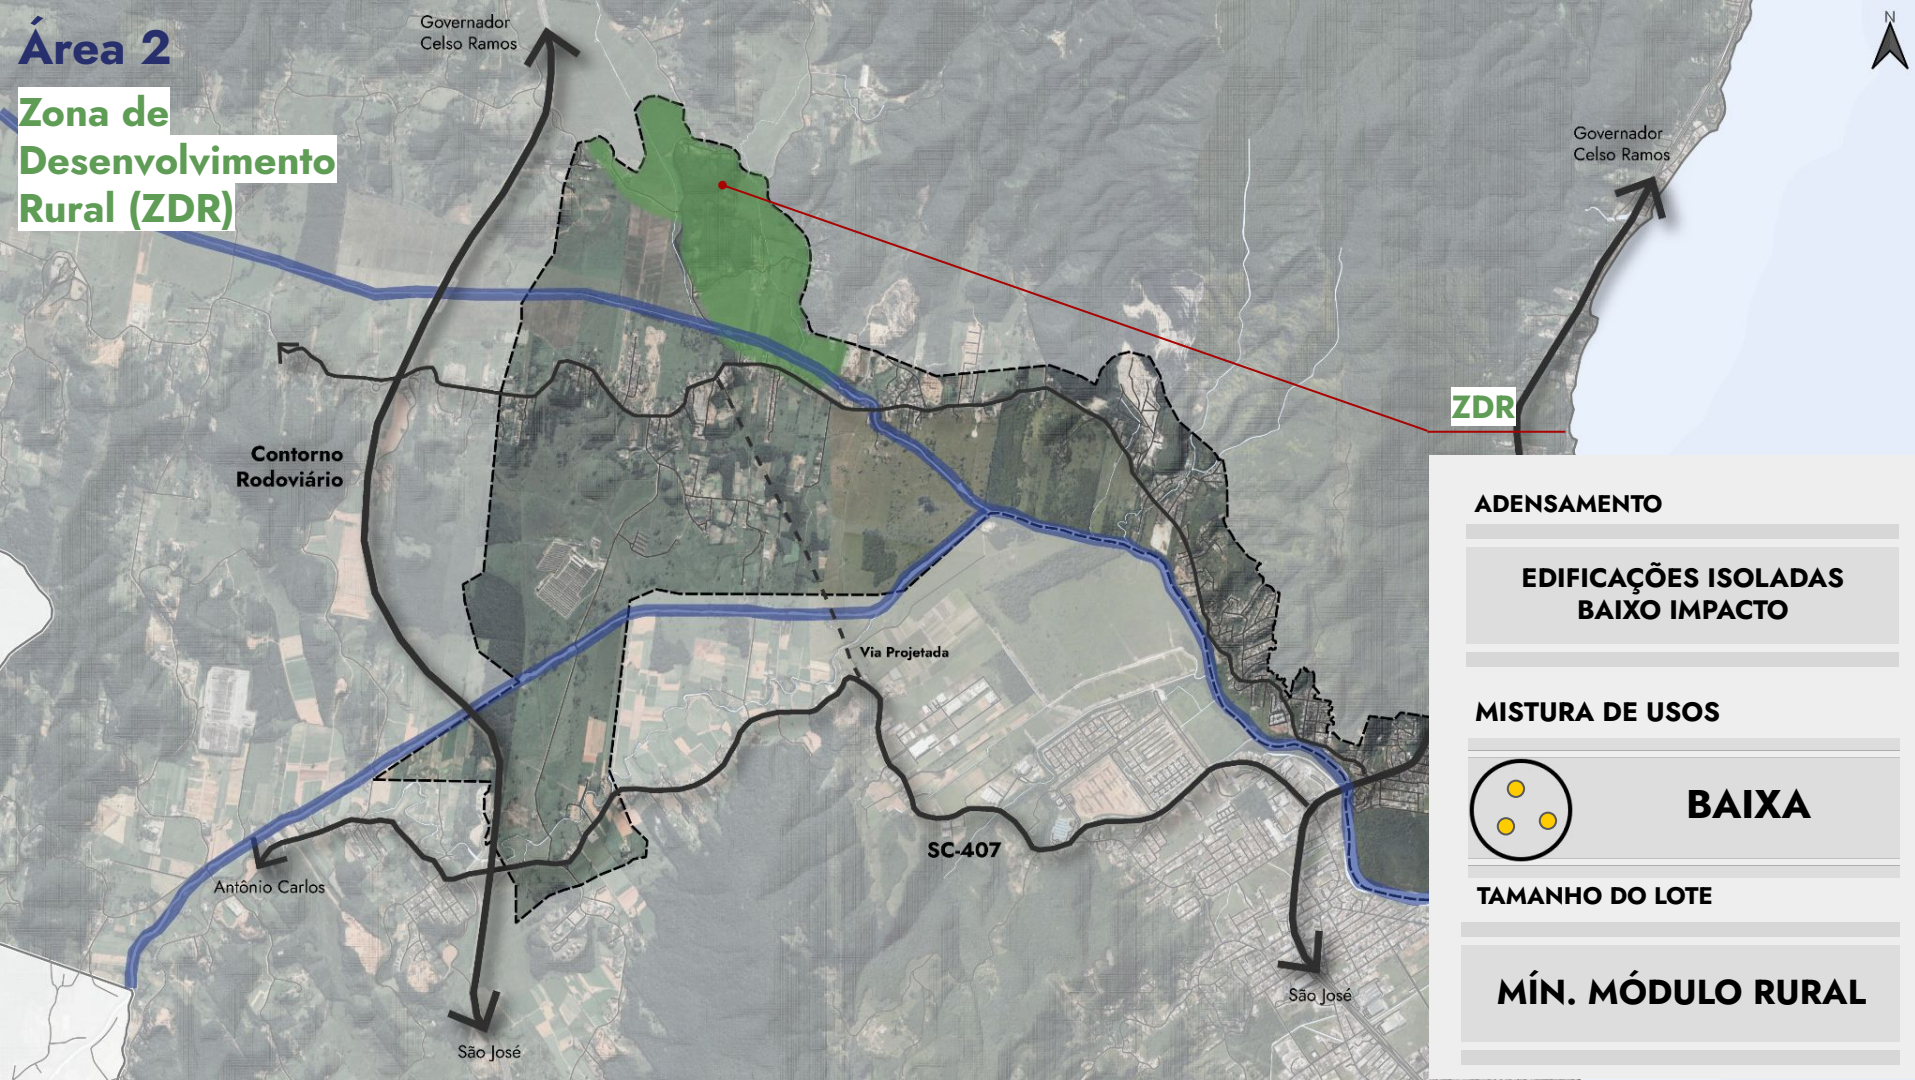 Área 2
Zona de
Desenvolvimento
Rural (ZDR)
Governador
Celso Ramos
N
Governador
Celso Ramos
ZDR
Contorno
Rodoviário
Via Projetada
SC-407
Antônio Carlos
São José
São José
ADENSAMENTO
EDIFICAÇÕES ISOLADAS
BAIXO IMPACTO
MISTURA DE USOS
BAIXA
TAMANHO DO LOTE
MÍN. MÓDULO RURAL